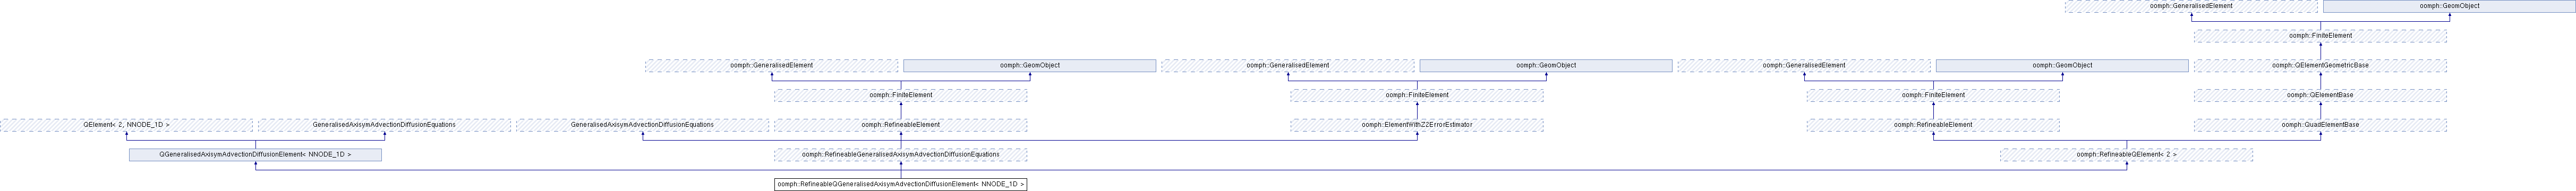 oomph::GeneralisedElement oomph::GeomObject
oomph::FiniteElement
oomph::GeneralisedElement oomph::GeomObject oomph::GeneralisedElement oomph::GeomObject oomph::GeneralisedElement oomph::GeomObject oomph::QElementGeometricBase
oomph::FiniteElement oomph::FiniteElement oomph::FiniteElement oomph::QElementBase
QElement< 2, NNODE_1D > GeneralisedAxisymAdvectionDiffusionEquations GeneralisedAxisymAdvectionDiffusionEquations oomph::RefineableElement oomph::ElementWithZ2ErrorEstimator oomph::RefineableElement oomph::QuadElementBase
QGeneralisedAxisymAdvectionDiffusionElement< NNODE_1D > oomph::RefineableGeneralisedAxisymAdvectionDiffusionEquations oomph::RefineableQElement< 2 >
oomph::RefineableQGeneralisedAxisymAdvectionDiffusionElement< NNODE_1D >